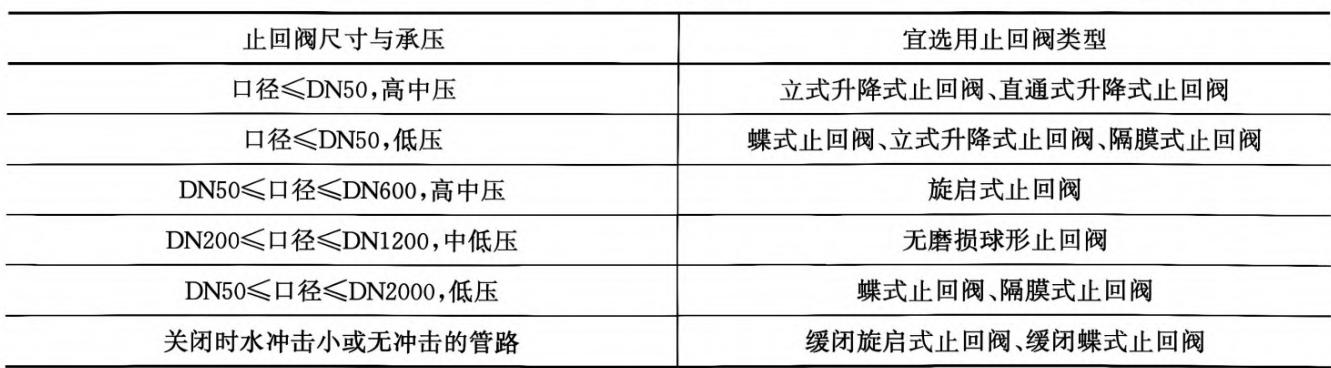 止回阀尺寸与承压 宜选用止回阀类型
口径≤DN50,高中压 立式升降式止回阀、直通式升降式止回阀
口径≤DN50,低压 蝶式止回阀、立式升降式止回阀、隔膜式止回阀
DN50≤口径≤DN600,高中压 旋启式止回阀
DN200≤口径≤DN1200,中低压 无磨损球形止回阀
DN50≤口径≤DN2000,低压 蝶式止回阀、隔膜式止回阀
关闭时水冲击小或无冲击的管路 缓闭旋启式止回阀、缓闭蝶式止回阀